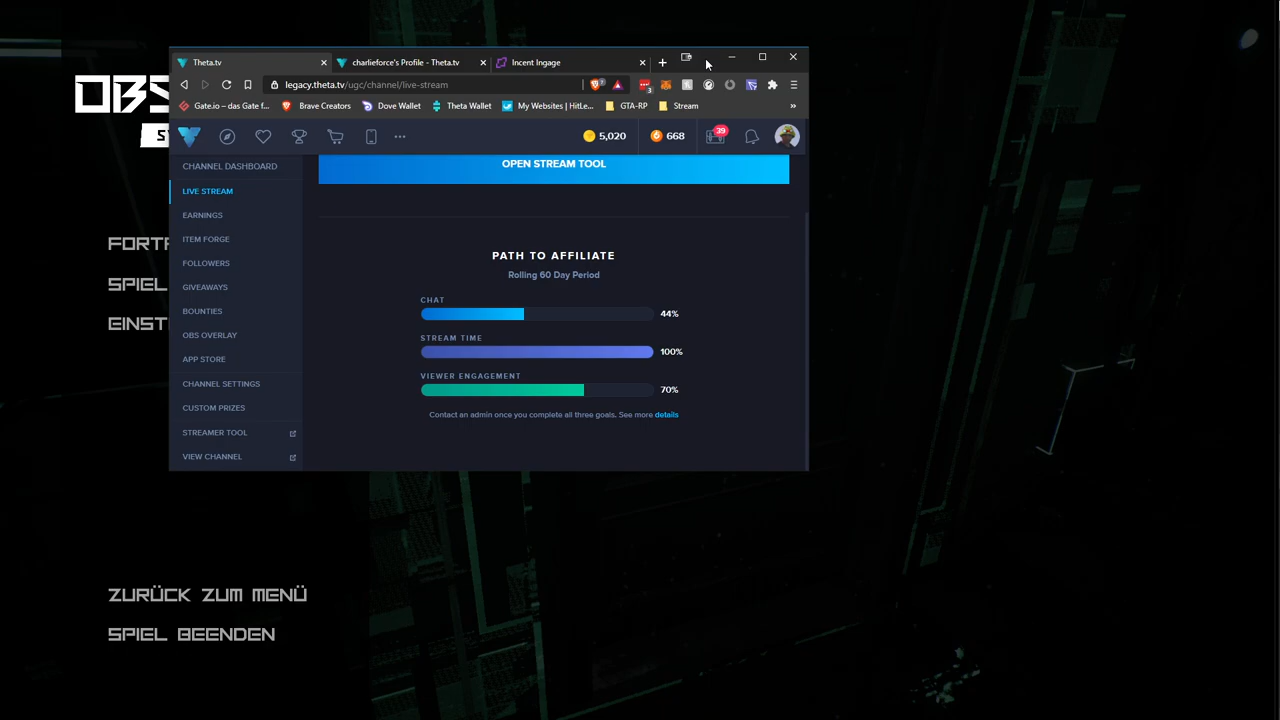 Theta.tv
charlieforce's Profile - Theta.tv
Incent Ingage
legacy.theta.tv/ugc/channel/live-stream
3
Gate.io – das Gate f...
Brave Creators
Dove Wallet
Theta Wallet
My Websites | HitLe...
GTA-RP
Stream
»
5,020
668
39
CHANNEL DASHBOARD
LIVE STREAM
EARNINGS
ITEM FORGE
FOLLOWERS
GIVEAWAYS
BOUNTIES
OBS OVERLAY
APP STORE
CHANNEL SETTINGS
CUSTOM PRIZES
STREAMER TOOL
VIEW CHANNEL
OPEN STREAM TOOL
PATH TO AFFILIATE
Rolling 60 Day Period
CHAT
44%
STREAM TIME
100%
VIEWER ENGAGEMENT
70%
Contact an admin once you complete all three goals. See more details
OBS
S
FORT
SPIEL
EINST
ZURÜCK ZUM MENÜ
SPIEL BEENDEN